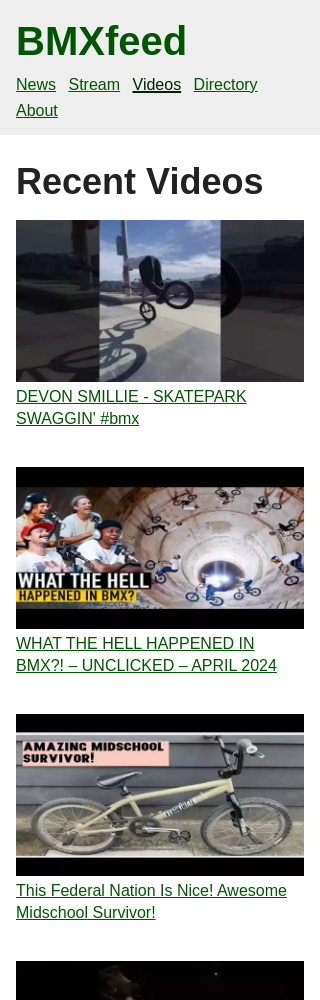 BMXfeed
News Stream Videos Directory
About
Recent Videos
DEVON SMILLIE - SKATEPARK
SWAGGIN' #bmx
WHAT THE HELL
HAPPENED IN BMX?!
WHAT THE HELL HAPPENED IN
BMX?! – UNCLICKED – APRIL 2024
AMAZING MIDSCHOOL
SURVIVOR!
This Federal Nation Is Nice! Awesome
Midschool Survivor!